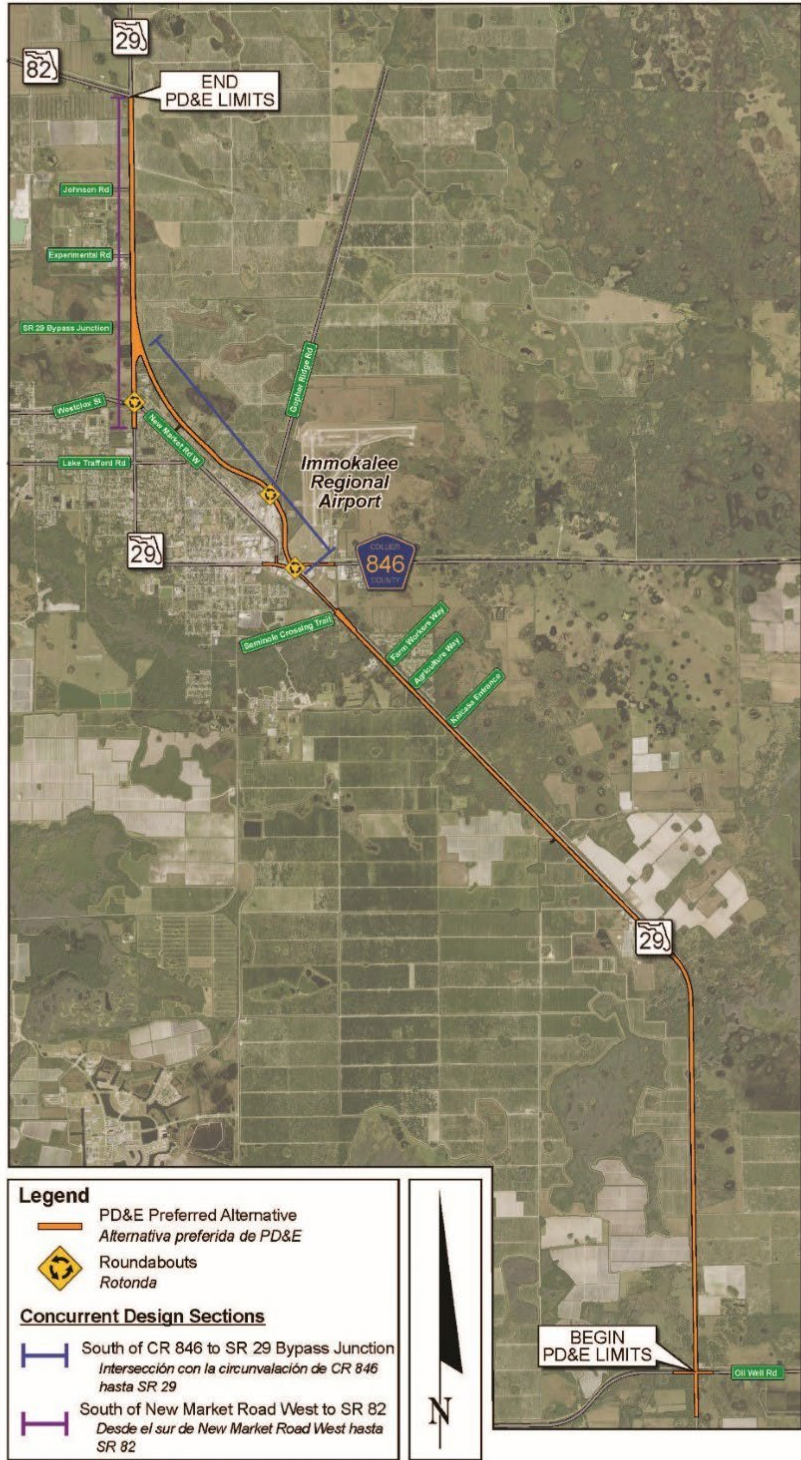 29
82
END
PD&E LIMITS
Johnson Rd
Experimental Rd
SR 29 Bypass Junction
Gopher Ridge Rd
Westclox St
New Market Rd W
Lake Trafford Rd
Immokalee
Regional
Airport
29
COLLIER
846
COUNTY
Seminole Crossing Trail
Farm Workers Way
Agriculture Way
Kaicasa Entrance
29
BEGIN
PD&E LIMITS
Oil Well Rd
Legend
PD&E Preferred Alternative
Alternativa preferida de PD&E
Roundabouts
Rotonda
Concurrent Design Sections
South of CR 846 to SR 29 Bypass Junction
Intersección con la circunvalación de CR 846
hasta SR 29
South of New Market Road West to SR 82
Desde el sur de New Market Road West hasta
SR 82
N